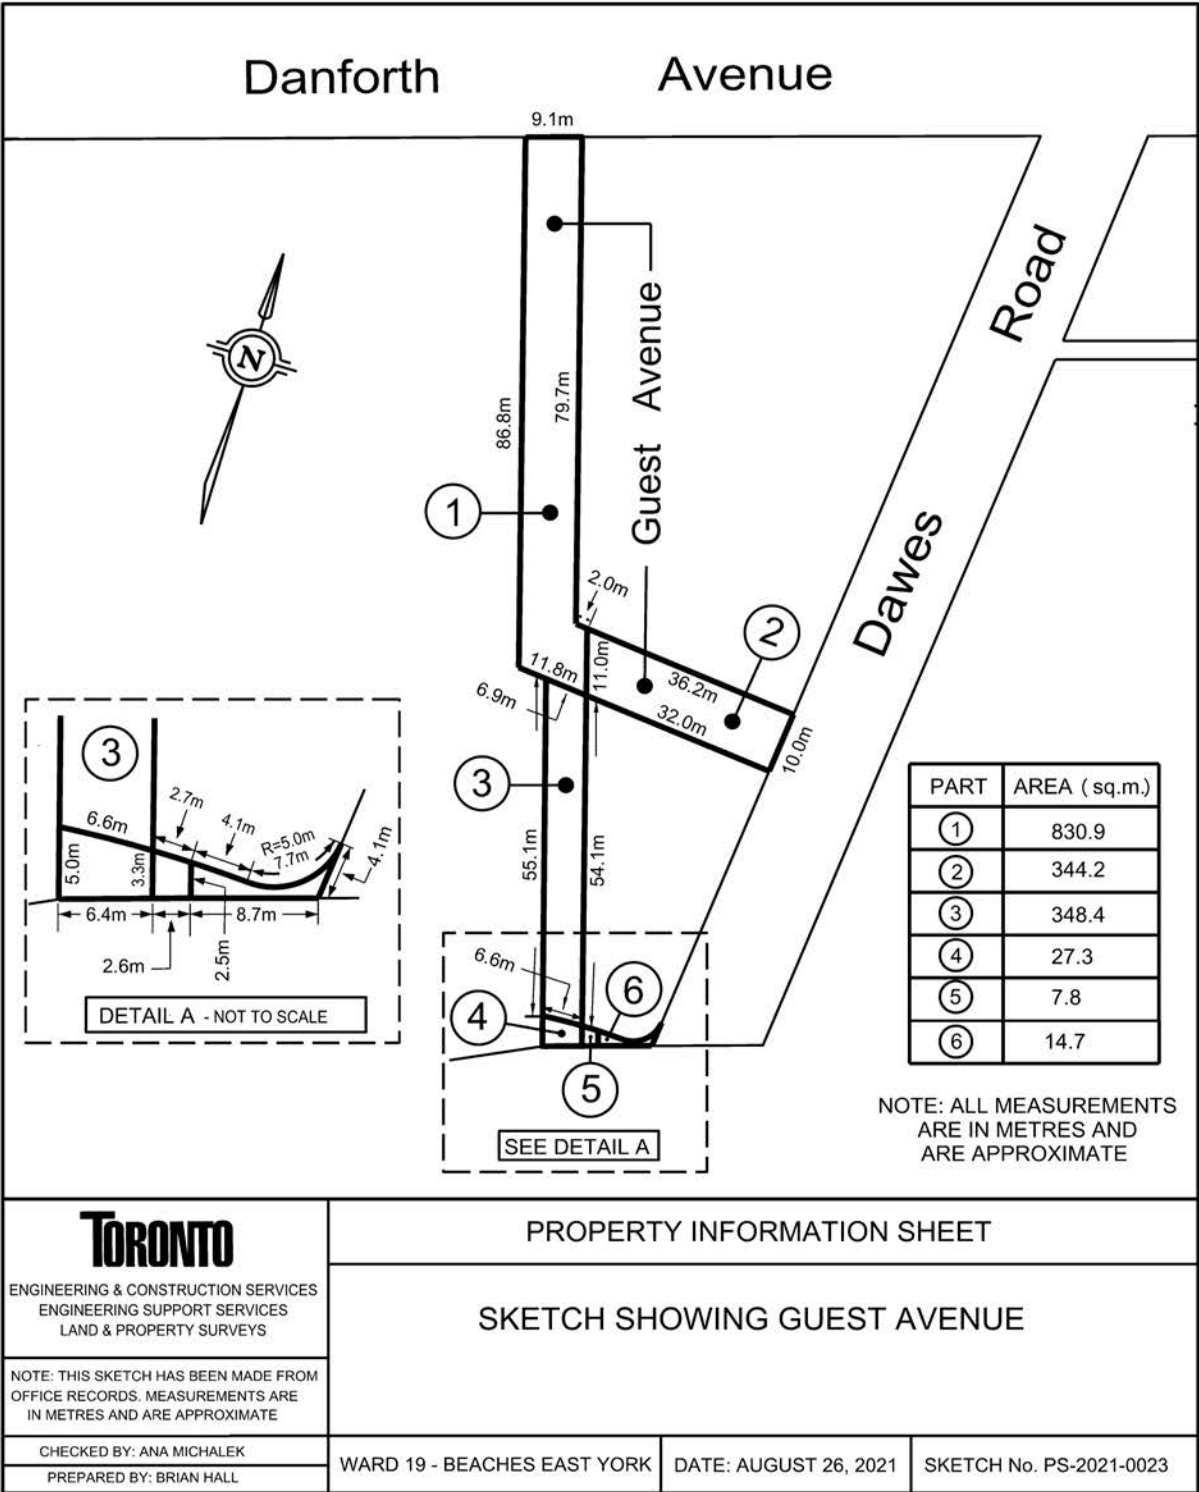 Danforth Avenue
9.1m
Guest Avenue
Road
Dawes
N
86.8m
79.7m
1
2.0m
2
11.8m
11.0m
36.2m
6.9m
32.0m
10.0m
3
55.1m
54.1m
6.6m
6
4
5
SEE DETAIL A
3
6.6m
2.7m
4.1m
R=5.0m
7.7m
4.1m
5.0m
3.3m
6.4m
8.7m
2.6m
2.5m
DETAIL A - NOT TO SCALE
PART AREA ( sq.m.)
1 830.9
2 344.2
3 348.4
4 27.3
5 7.8
6 14.7
NOTE: ALL MEASUREMENTS
ARE IN METRES AND
ARE APPROXIMATE
TORONTO
ENGINEERING & CONSTRUCTION SERVICES
ENGINEERING SUPPORT SERVICES
LAND & PROPERTY SURVEYS
NOTE: THIS SKETCH HAS BEEN MADE FROM
OFFICE RECORDS. MEASUREMENTS ARE
IN METRES AND ARE APPROXIMATE
CHECKED BY: ANA MICHALEK
PREPARED BY: BRIAN HALL
PROPERTY INFORMATION SHEET
SKETCH SHOWING GUEST AVENUE
WARD 19 - BEACHES EAST YORK
DATE: AUGUST 26, 2021
SKETCH No. PS-2021-0023